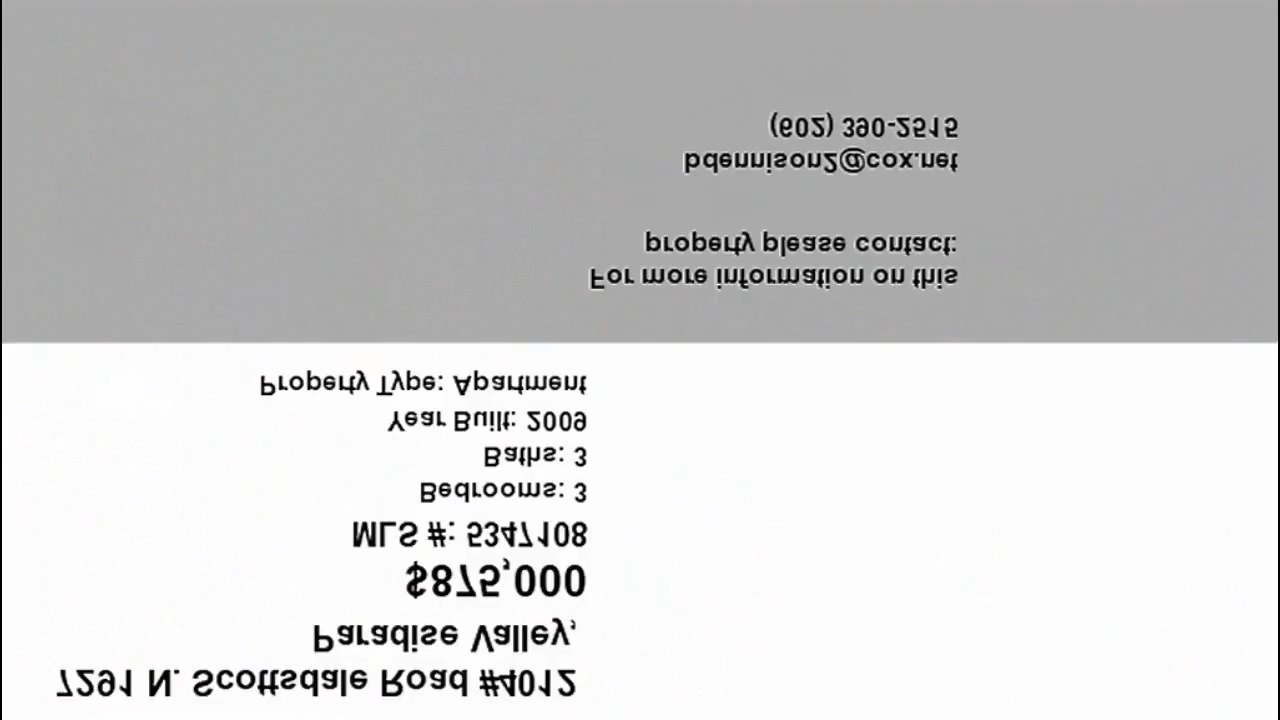 7291 N. Scottsdale Road #4012
Paradise Valley,
$875,000
MLS #: 5347108
Bedrooms: 3
Baths: 3
Year Built: 2009
Property Type: Apartment
For more information on this
property please contact:
bdennison2@cox.net
(602) 390-2515